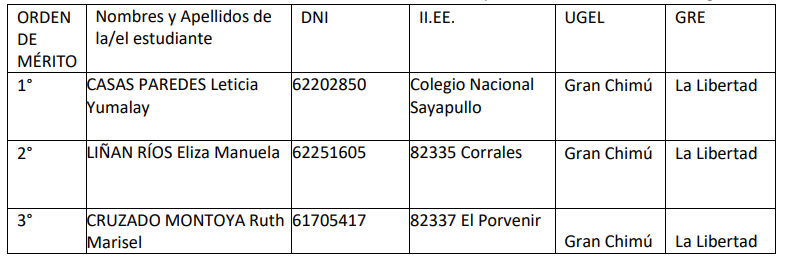 ORDEN DE MÉRITO Nombres y Apellidos de la/el estudiante DNI II.EE. UGEL GRE
1° CASAS PAREDES Leticia Yumalay 62202850 Colegio Nacional Sayapullo Gran Chimú La Libertad
2° LIÑAN RÍOS Eliza Manuela 62251605 82335 Corrales Gran Chimú La Libertad
3° CRUZADO MONTOYA Ruth Marisel 61705417 82337 El Porvenir Gran Chimú La Libertad